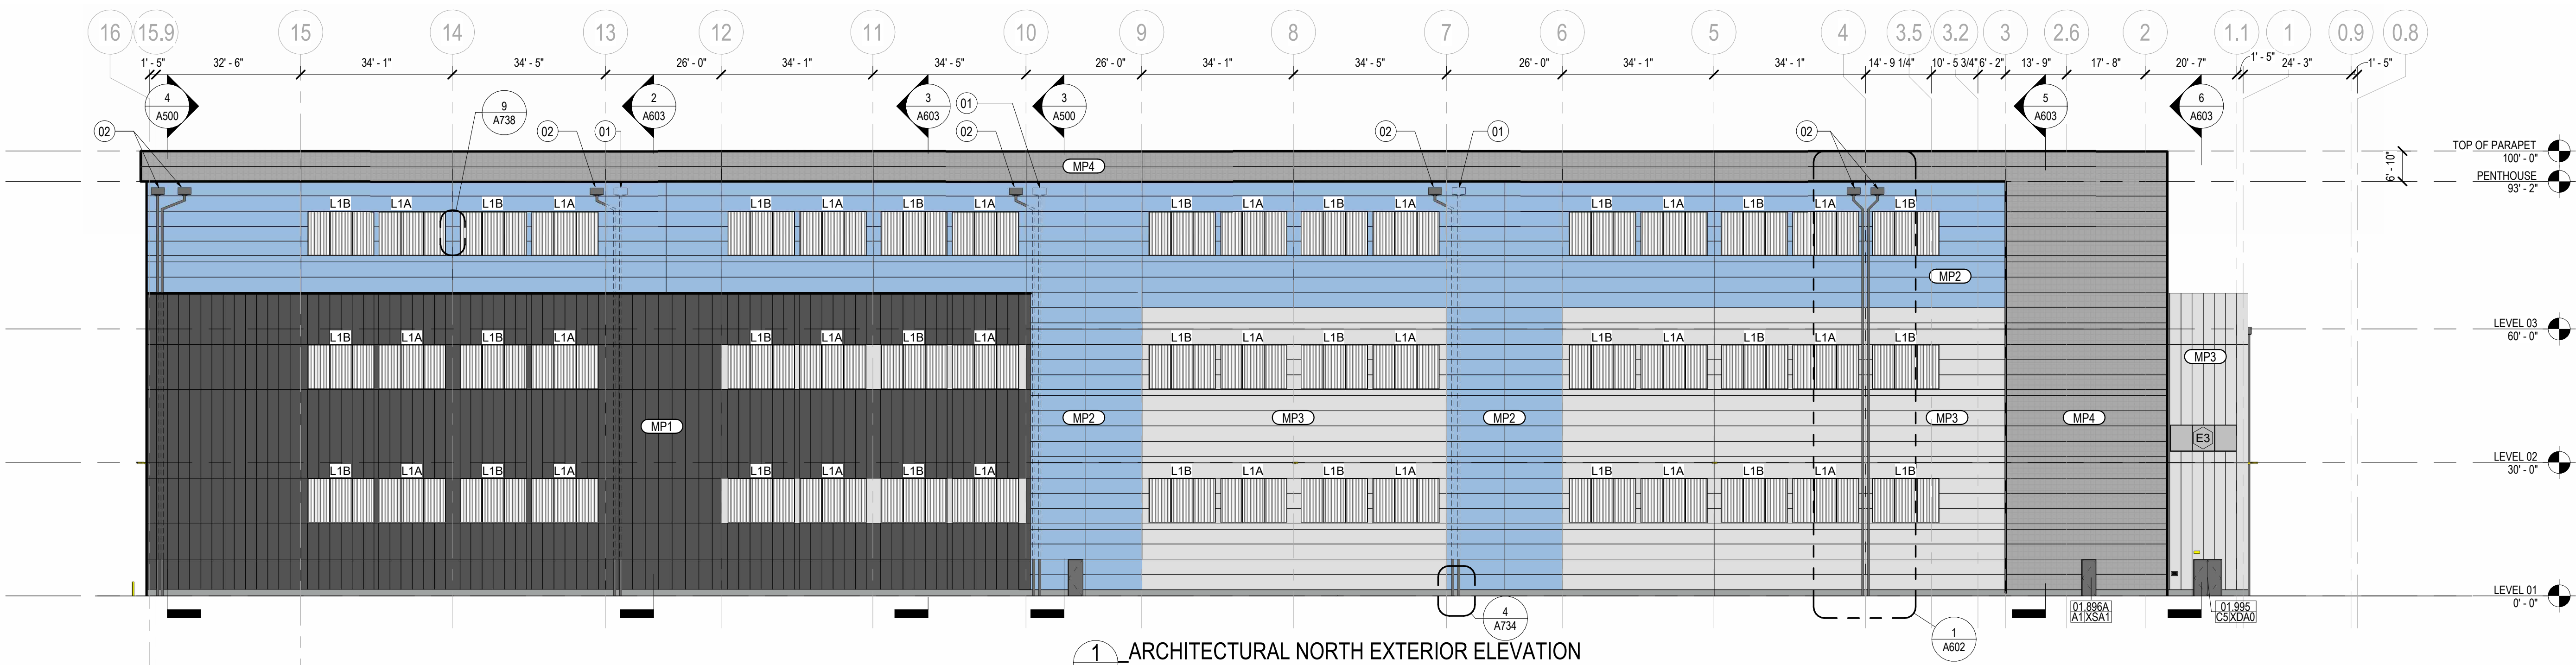 16 15.9 15 14 13 12 11 10 9 8 7 6 5 4 3.5 3.2 3 2.6 2 1.1 1 0.9 0.8
1' - 5" 32' - 6" 34' - 1" 34' - 5" 26' - 0" 34' - 1" 34' - 5" 26' - 0" 34' - 1" 34' - 5" 26' - 0" 34' - 1" 34' - 1" 14' - 9 1/4" 10' - 5 3/4" 6' - 2" 13' - 9" 17' - 8" 20' - 7" 1' - 5" 24' - 3" 1' - 5"
4 9 2 3 3 5 6
A500 A738 A603 A603 A500 A603 A603
01
02 02 01 02 02 01 02
TOP OF PARAPET
100' - 0"
6' - 10"
MP4
PENTHOUSE
93' - 2"
L1B L1A L1B L1A L1B L1A L1B L1A L1B L1A L1B L1A L1B L1A L1B L1A L1B
MP2
LEVEL 03
60' - 0"
L1B L1A L1B L1A L1B L1A L1B L1A L1B L1A L1B L1A L1B L1A L1B L1A L1B
MP3
MP1 MP2 MP3 MP2 MP3 MP4
E3
LEVEL 02
30' - 0"
L1B L1A L1B L1A L1B L1A L1B L1A L1B L1A L1B L1A L1B L1A L1B L1A L1B
LEVEL 01
0' - 0"
01.896A 01.995
A1 XSA1 C5 XDA0
4
A734
1
A602
1 ARCHITECTURAL NORTH EXTERIOR ELEVATION